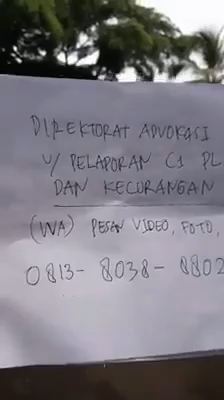 DIREKTORAT ADVOKASI
U/ PELAPORAN C1 PL
DAN KECURANGAN
(WA) PESAN VIDEO, FOTO,
0813- 8038- 8802